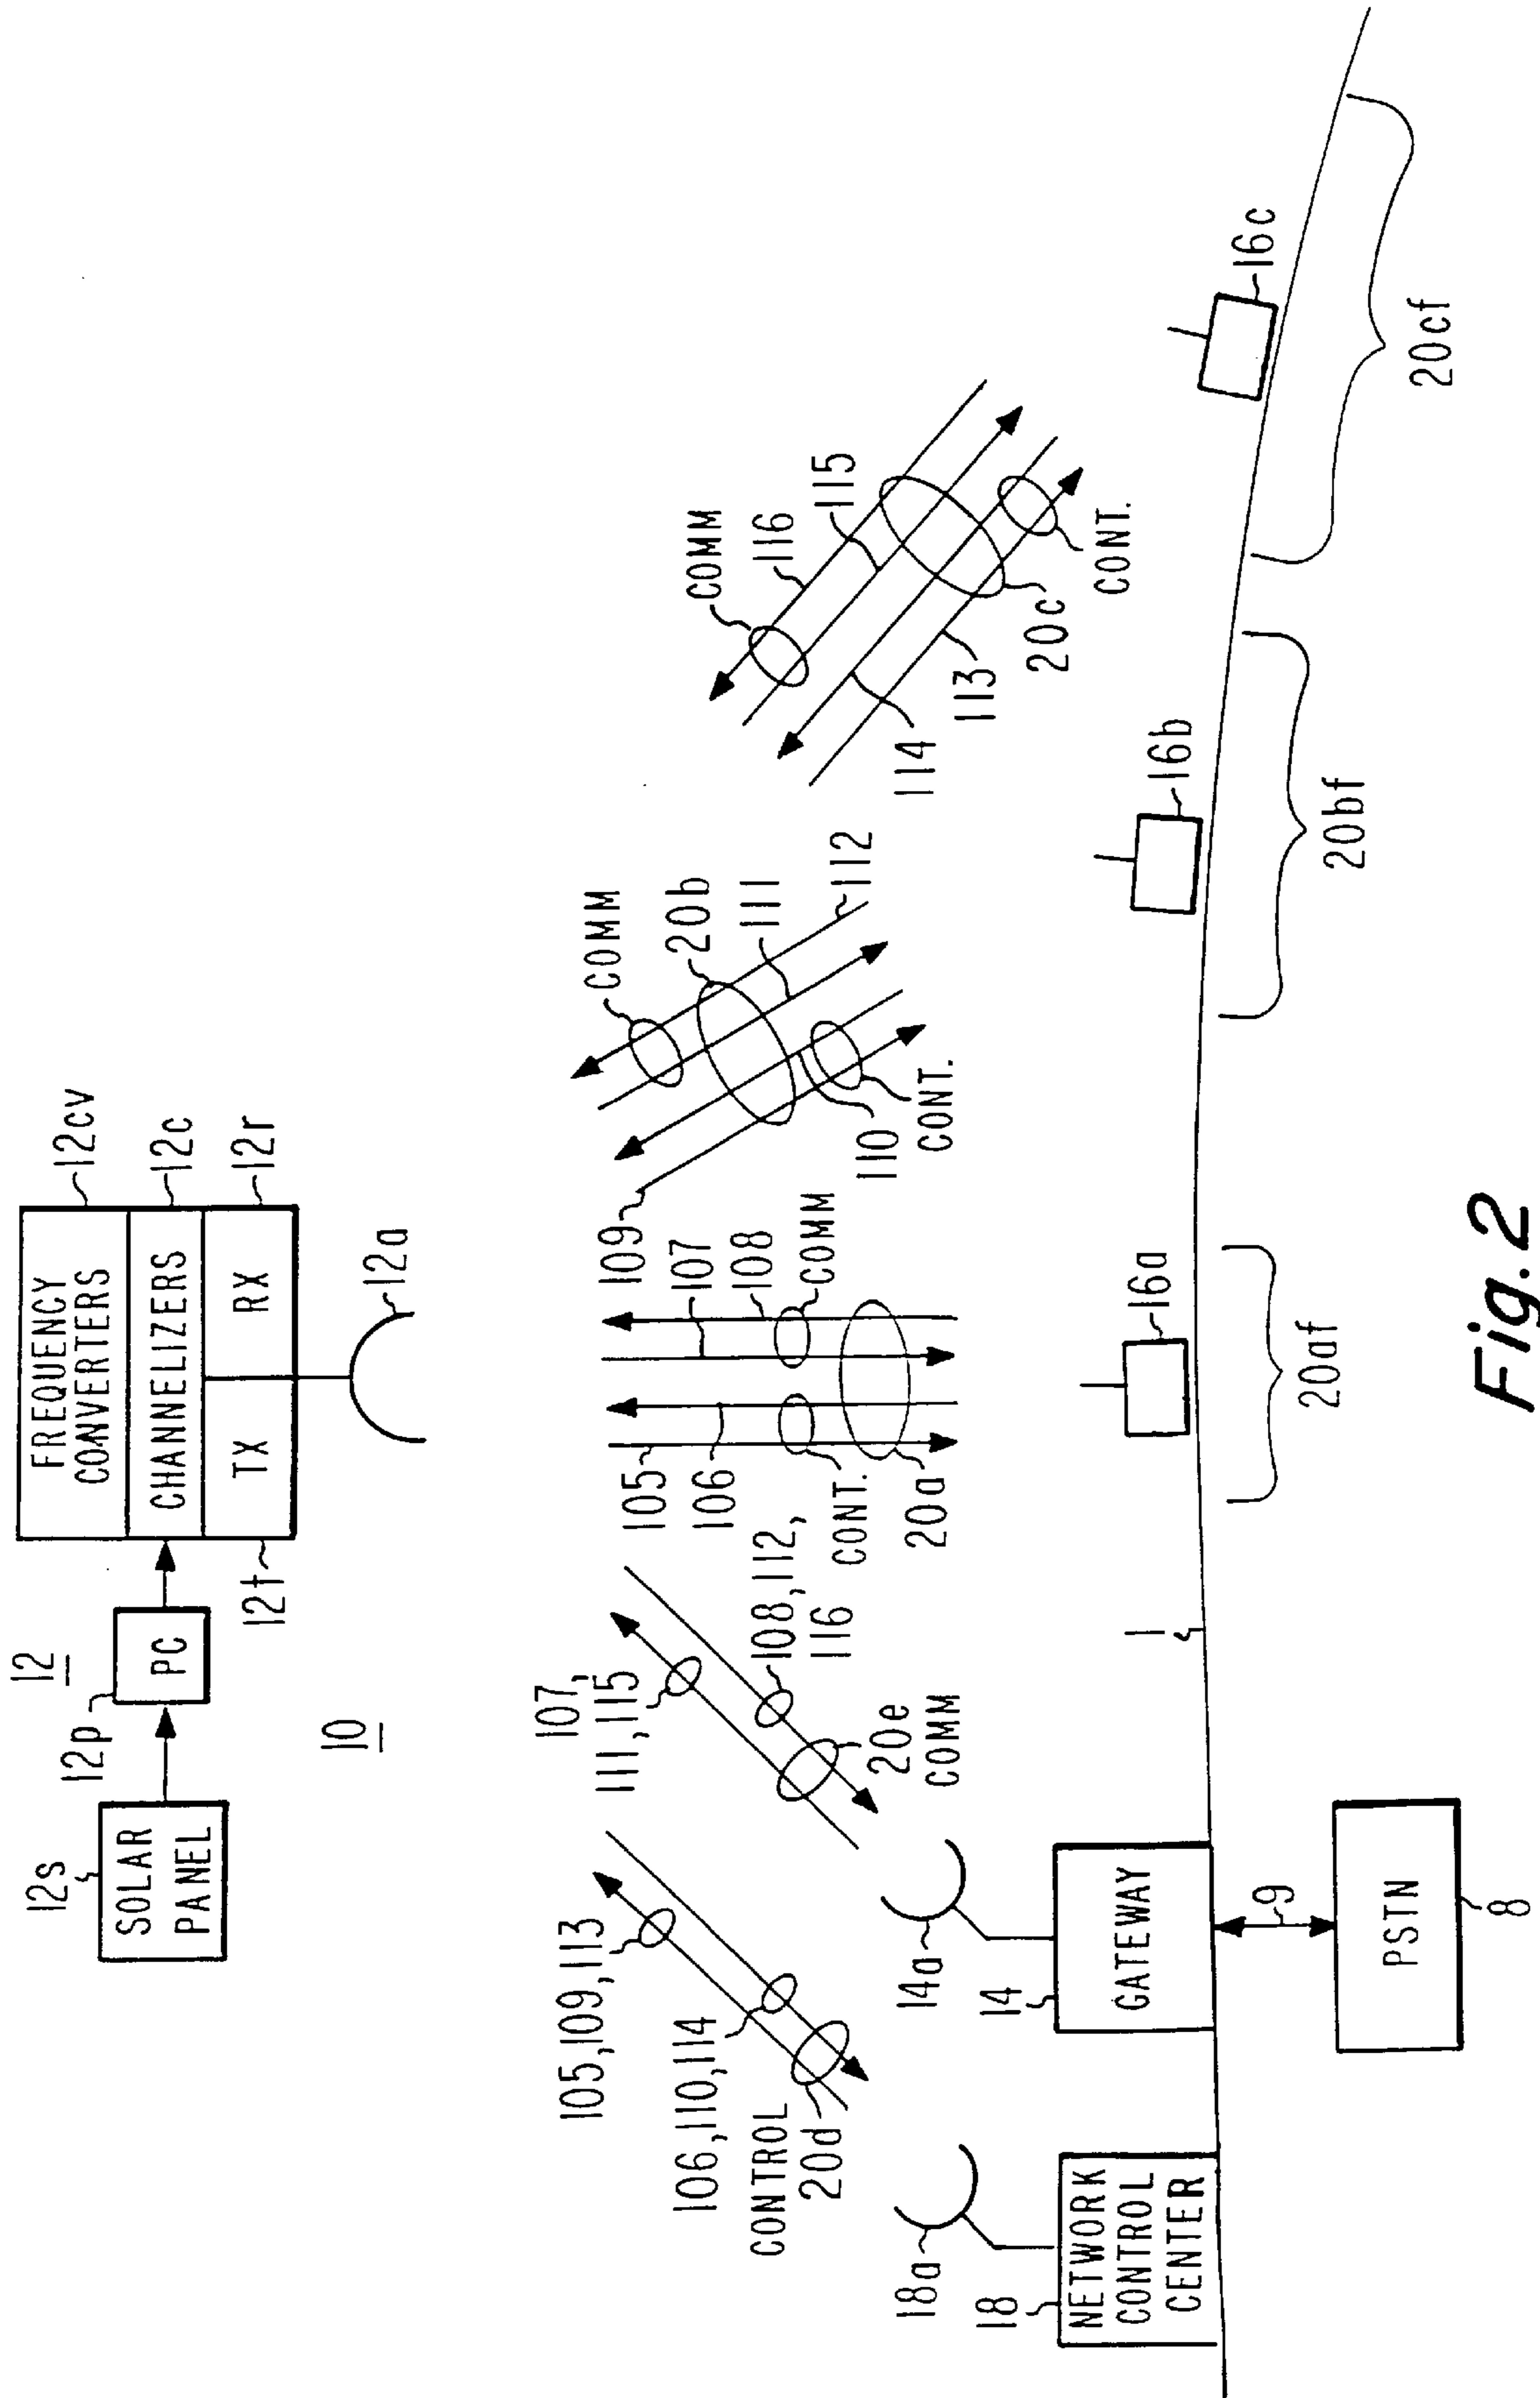 12s
SOLAR
PANEL
12p
12
PC
10
FREQUENCY
CONVERTERS
CHANNELIZERS
TX
RX
12cv
12c
12r
12t
12a
105,109,113
106,110,114
CONTROL
20d
107,
111,115
108,112,
116
20e
COMM
105
106
CONT.
20a
107
108
COMM
109
110
CONT.
COMM
20b
111
112
COMM
116
115
114
113
20c
CONT.
18a
18
NETWORK
CONTROL
CENTER
14a
14
GATEWAY
9
PSTN
8
1
16a
20af
16b
20bf
16c
20cf
Fig.2